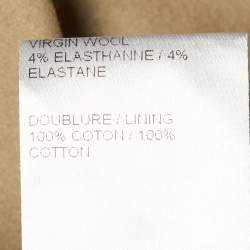 VIRGIN WOOL
4% ELASTHANNE / 4%
ELASTANE
DOUBLURE / LINING
100% COTON / 100%
COTTON